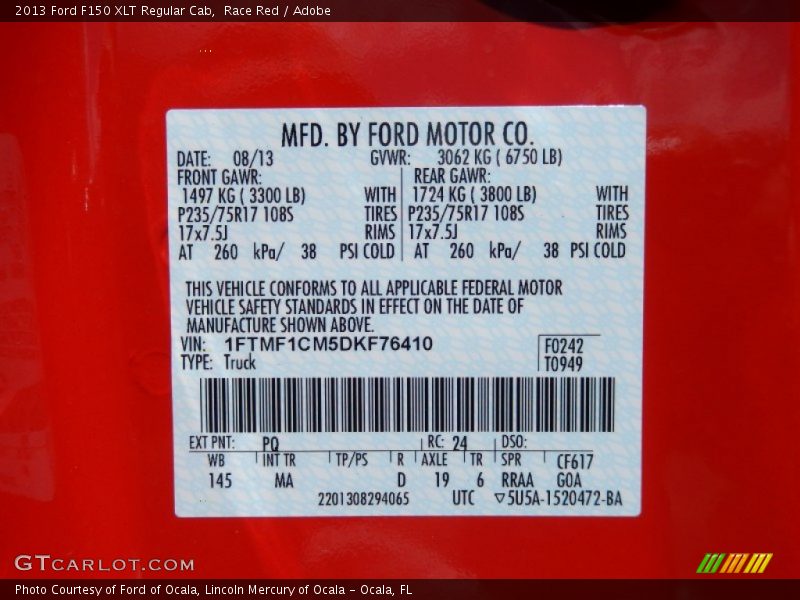 2013 Ford F150 XLT Regular Cab,  Race Red / Adobe
MFD. BY FORD MOTOR CO.
DATE: 08/13 GVWR: 3062 KG ( 6750 LB)
FRONT GAWR: REAR GAWR:
1497 KG ( 3300 LB) WITH 1724 KG ( 3800 LB) WITH
P235/75R17 108S TIRES P235/75R17 108S TIRES
17x7.5J RIMS 17x7.5J RIMS
AT 260 kPa/ 38 PSI COLD AT 260 kPa/ 38 PSI COLD
THIS VEHICLE CONFORMS TO ALL APPLICABLE FEDERAL MOTOR
VEHICLE SAFETY STANDARDS IN EFFECT ON THE DATE OF
MANUFACTURE SHOWN ABOVE.
VIN: 1FTMF1CM5DKF76410 F0242
TYPE: Truck T0949
EXT PNT: PQ RC: 24 DSO:
WB INT TR TP/PS R AXLE TR SPR CF617
145 MA D 19 6 RRAA GOA
2201308294065 UTC ▽5U5A-1520472-BA
GTCARLOT.COM
Photo Courtesy of Ford of Ocala, Lincoln Mercury of Ocala - Ocala, FL